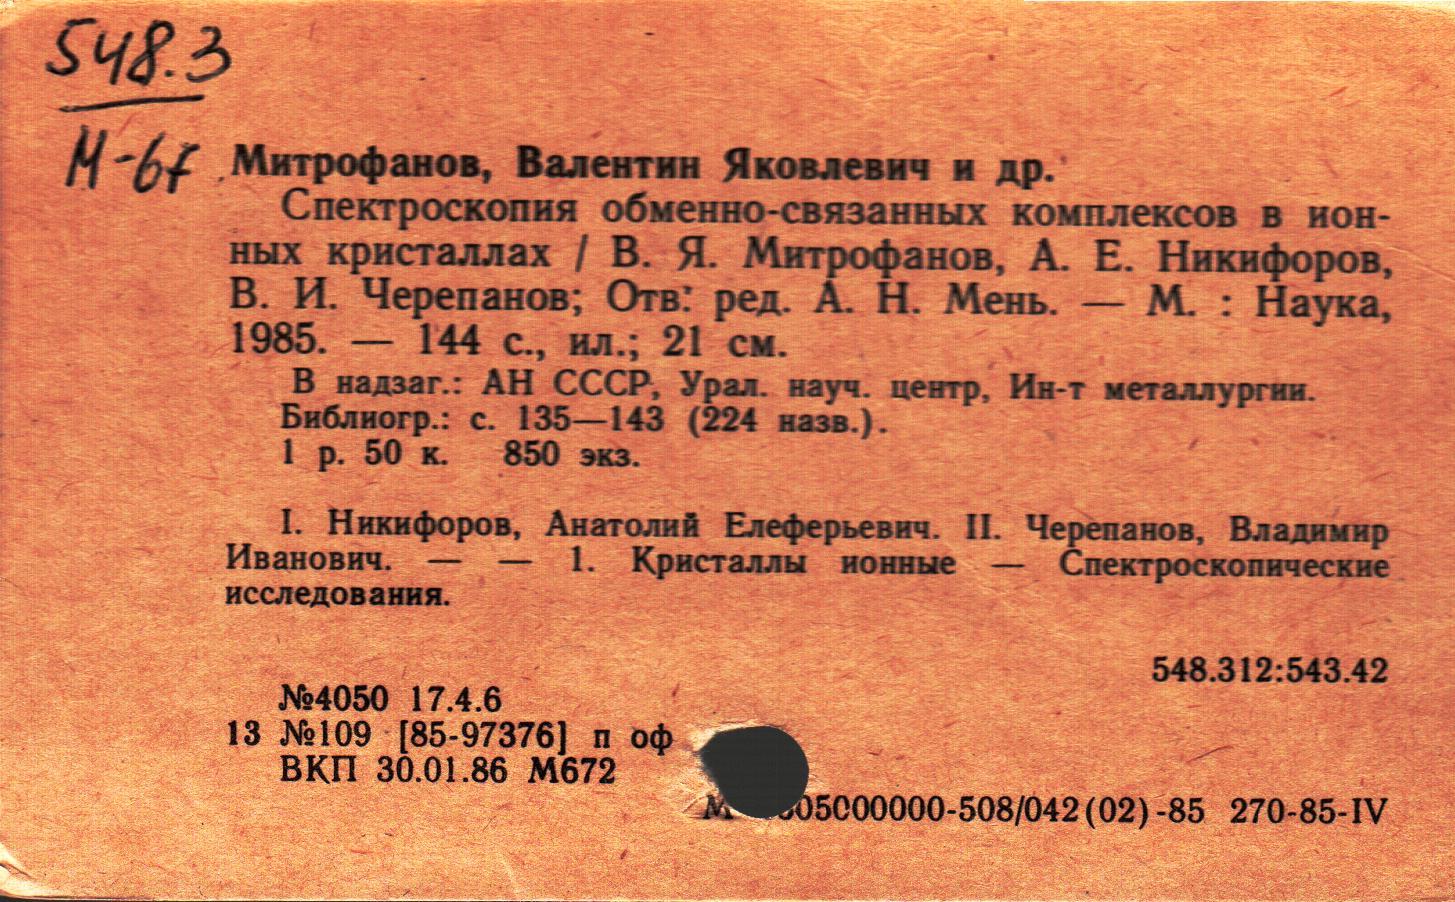 548.3
М-67
Митрофанов, Валентин Яковлевич и др.
Спектроскопия обменно-связанных комплексов в ион-
ных кристаллах / В. Я. Митрофанов, А. Е. Никифоров,
В. И. Черепанов; Отв. ред. А. Н. Мень. — М. : Наука,
1985. — 144 с., ил.; 21 см.
В надзаг.: АН СССР, Урал. науч. центр, Ин-т металлургии.
Библиогр.: с. 135—143 (224 назв.).
1 р. 50 к. 850 экз.
I. Никифоров, Анатолий Елеферьевич. II. Черепанов, Владимир
Иванович. — — 1. Кристаллы ионные — Спектроскопические
исследования.
548.312:543.42
№4050 17.4.6
13 №109 [85-97376] п оф
ВКП 30.01.86 М672
05000000-508/042(02)-85 270-85-IV